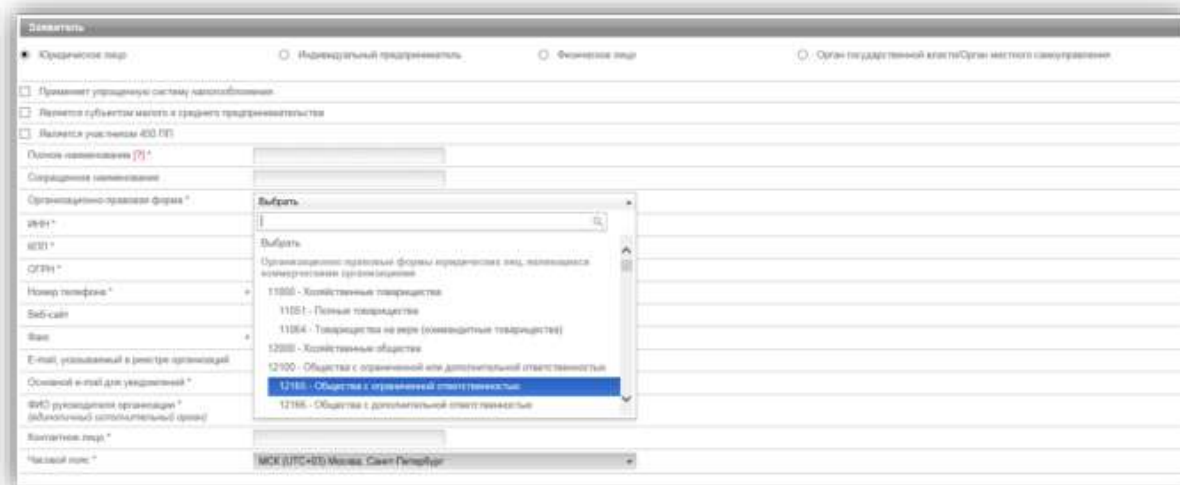 Заявитель
Юридическое лицо
Индивидуальный предприниматель
Физическое лицо
Орган государственной власти/Орган местного самоуправления
Применяет упрощенную систему налогообложения
Является субъектом малого и среднего предпринимательства
Является участником 400 ПП
Полное наименование [?] *
Сокращенное наименование
Организационно-правовая форма *
Выбрать
ИНН *
Выбрать
КПП *
Организационно-правовые формы юридических лиц, являющихся
коммерческими организациями
ОГРН *
11000 - Хозяйственные товарищества
Номер телефона *
11051 - Полные товарищества
Веб-сайт
11064 - Товарищества на вере (коммандитные товарищества)
Факс
12000 - Хозяйственные общества
E-mail, указываемый в реестре организаций
12100 - Общества с ограниченной или дополнительной ответственностью
Основной e-mail для уведомлений *
12165 - Общества с ограниченной ответственностью
ФИО руководителя организации *
(единоличный исполнительный орган)
12166 - Общества с дополнительной ответственностью
Контактное лицо *
Часовой пояс *
МСК (UTC+03) Москва, Санкт-Петербург